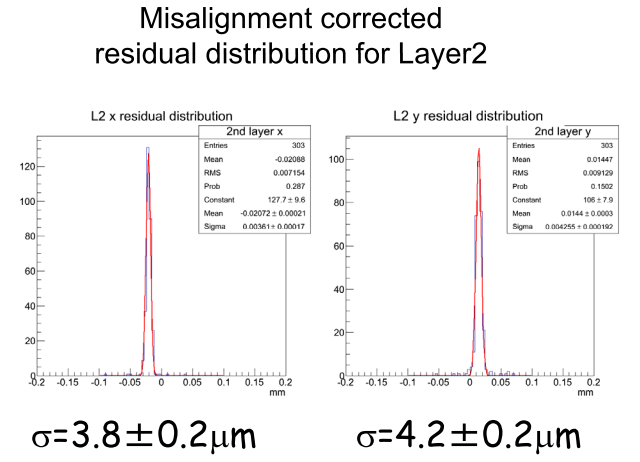 Misalignment corrected
residual distribution for Layer2
L2 x residual distribution
2nd layer x
Entries 303
Mean -0.02088
RMS 0.007154
Prob 0.287
Constant 127.7 ± 9.6
Mean -0.02072 ± 0.00021
Sigma 0.00361 ± 0.00017
120
100
80
60
40
20
0
-0.2 -0.15 -0.1 -0.05 0 0.05 0.1 0.15 0.2
mm
L2 y residual distribution
2nd layer y
Entries 303
Mean 0.01447
RMS 0.009129
Prob 0.1502
Constant 106 ± 7.9
Mean 0.0144 ± 0.0003
Sigma 0.004255 ± 0.000192
100
80
60
40
20
0
-0.2 -0.15 -0.1 -0.05 0 0.05 0.1 0.15 0.2
mm
σ=3.8±0.2μm
σ=4.2±0.2μm